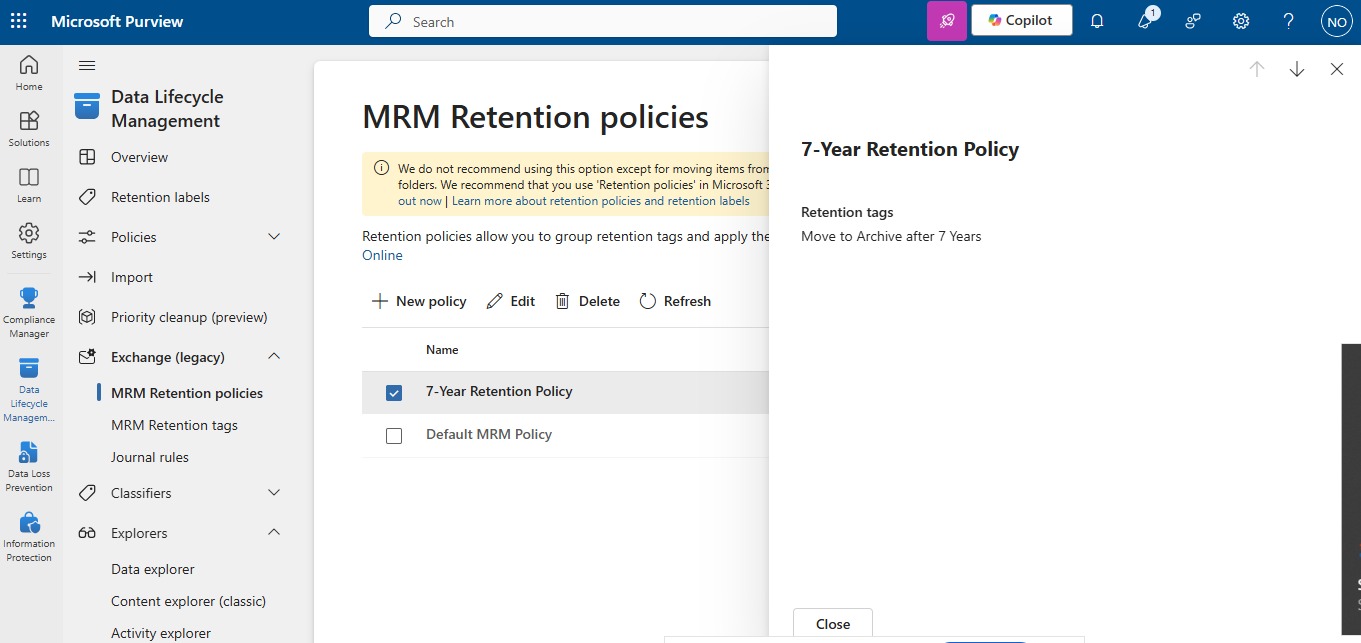 Microsoft Purview
Search
Copilot
1
NO
Home
Solutions
Learn
Settings
Compliance
Manager
Data
Lifecycle
Managem...
Data Loss
Prevention
Information
Protection
Data Lifecycle
Management
Overview
Retention labels
Policies
Import
Priority cleanup (preview)
Exchange (legacy)
MRM Retention policies
MRM Retention tags
Journal rules
Classifiers
Explorers
Data explorer
Content explorer (classic)
Activity explorer
MRM Retention policies
We do not recommend using this option except for moving items from
folders. We recommend that you use 'Retention policies' in Microsoft 3
out now | Learn more about retention policies and retention labels
Retention policies allow you to group retention tags and apply the
Online
New policy Edit Delete Refresh
Name
7-Year Retention Policy
Default MRM Policy
7-Year Retention Policy
Retention tags
Move to Archive after 7 Years
Close